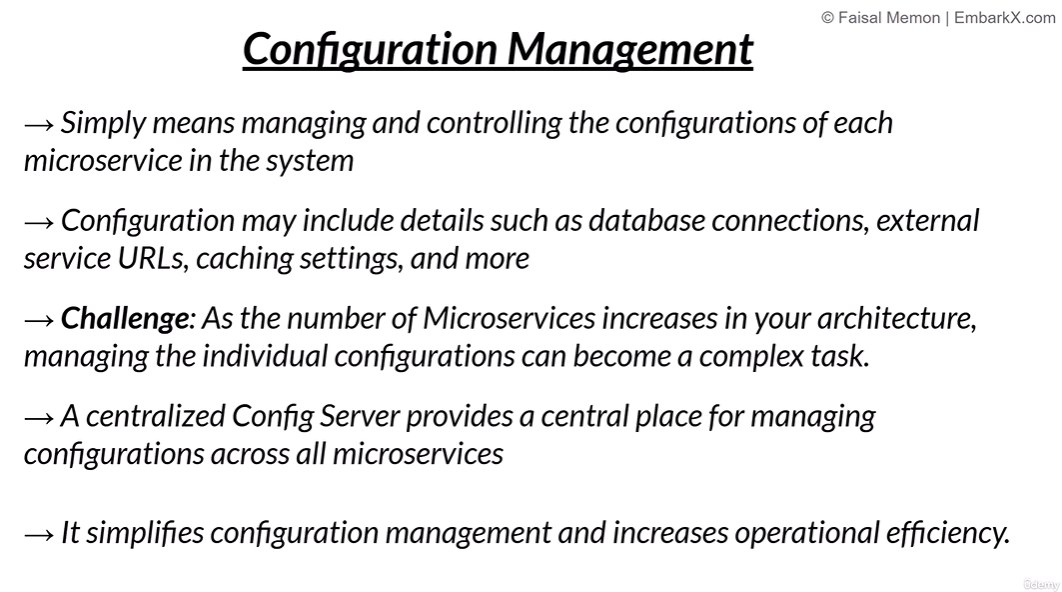 © Faisal Memon | EmbarkX.com
Configuration Management
→ Simply means managing and controlling the configurations of each
microservice in the system
→ Configuration may include details such as database connections, external
service URLs, caching settings, and more
→ Challenge: As the number of Microservices increases in your architecture,
managing the individual configurations can become a complex task.
→ A centralized Config Server provides a central place for managing
configurations across all microservices
→ It simplifies configuration management and increases operational efficiency.
ûdemy